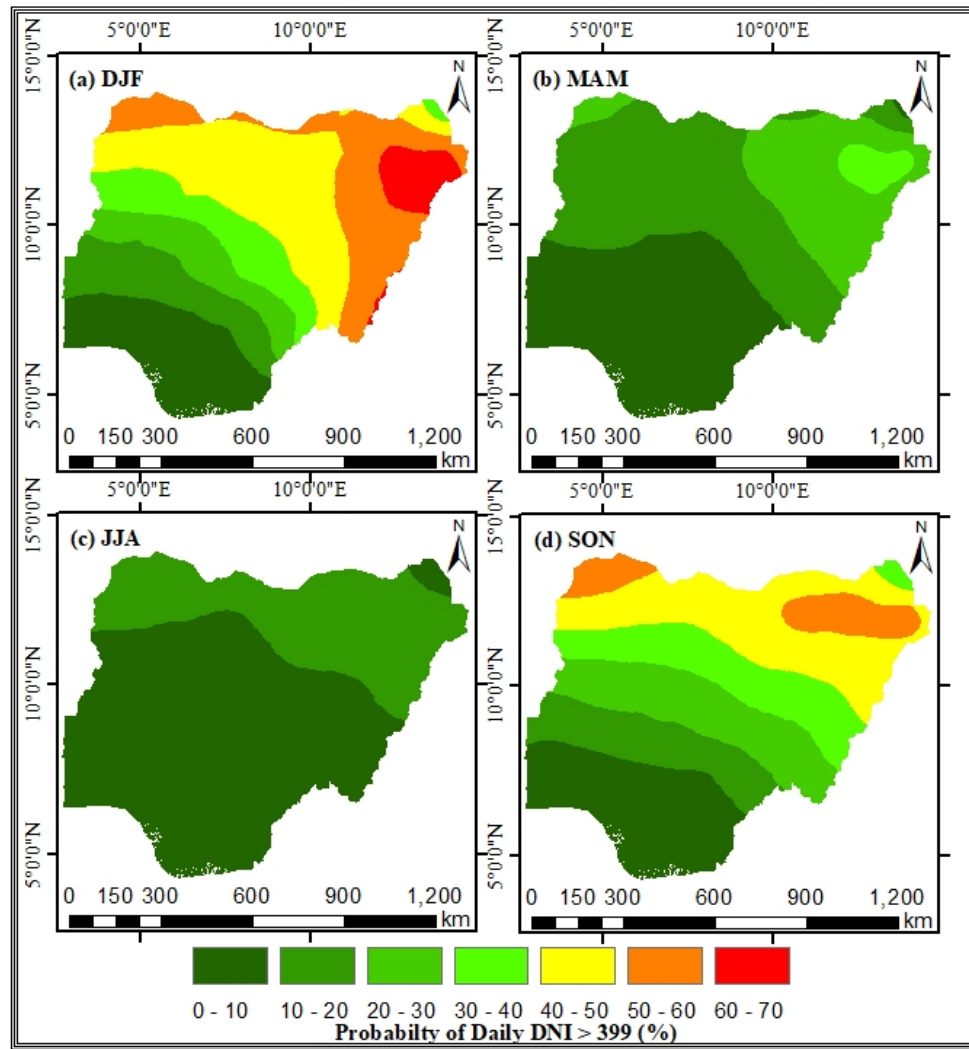 5°0'0"E 10°0'0"E 5°0'0"E 10°0'0"E
15°0'0"N
(a) DJF
N
10°0'0"N
5°0'0"N
0 150 300 600 900 1,200
km
15°0'0"N
(b) MAM
N
10°0'0"N
5°0'0"N
0 150 300 600 900 1,200
km
5°0'0"E 10°0'0"E 5°0'0"E 10°0'0"E
15°0'0"N
(c) JJA
N
10°0'0"N
5°0'0"N
0 150 300 600 900 1,200
km
15°0'0"N
(d) SON
N
10°0'0"N
5°0'0"N
0 150 300 600 900 1,200
km
0 - 10 10 - 20 20 - 30 30 - 40 40 - 50 50 - 60 60 - 70
Probabilty of Daily DNI > 399 (%)